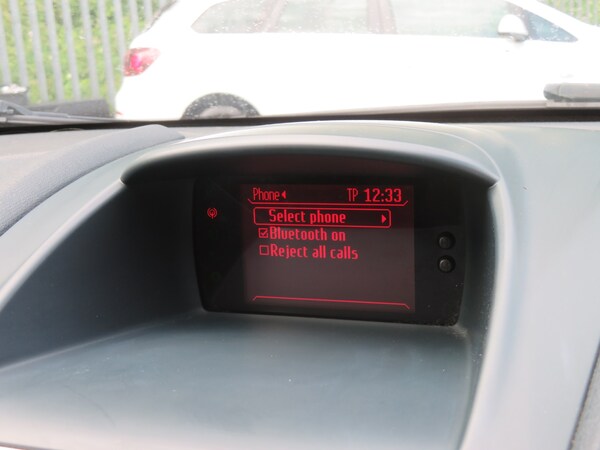 Phone TP 12:33
Select phone
Bluetooth on
Reject all calls